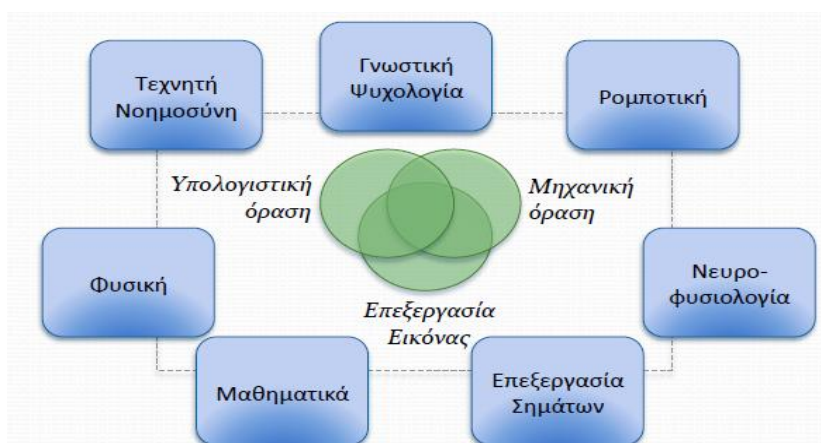 Τεχνητή
Νοημοσύνη
Γνωστική
Ψυχολογία
Ρομποτική
Υπολογιστική
όραση
Μηχανική
όραση
Φυσική
Νευρο-
φυσιολογία
Επεξεργασία
Εικόνας
Μαθηματικά
Επεξεργασία
Σημάτων